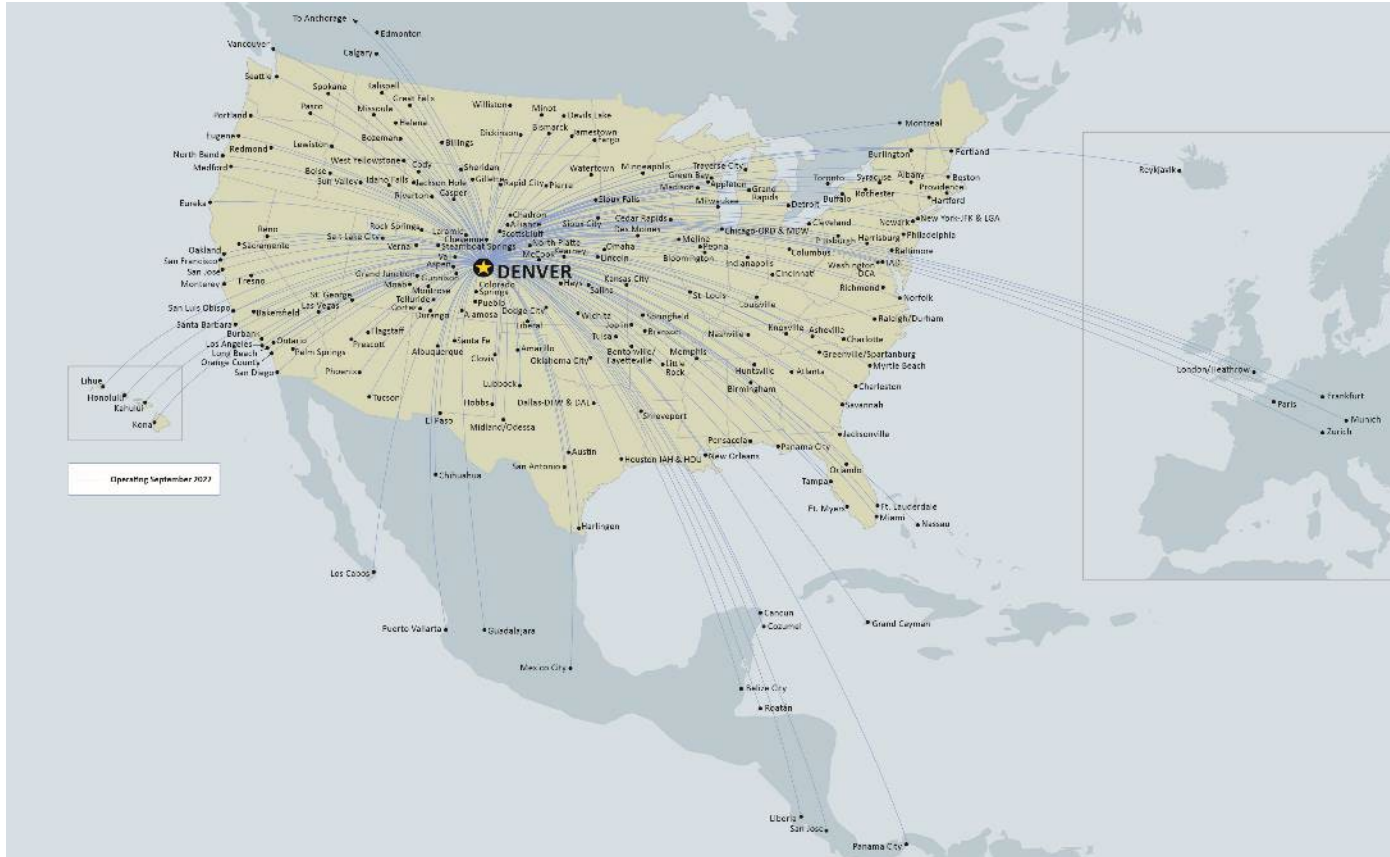 To Anchorage
Edmonton
Vancouver
Calgary
Seattle
Spokane
Kalispell
Great Falls
Williston
Minot
Devils Lake
Pasco
Missoula
Helena
Portland
Bismarck
Jamestown
Fargo
Dickinson
Montreal
Eugene
Redmond
Lewiston
Bozeman
Billings
North Bend
Medford
Boise
West Yellowstone
Cody
Sheridan
Gillette
Rapid City
Pierre
Watertown
Minneapolis
Traverse City
Green Bay
Appleton
Madison
Burlington
Portland
Reykjavik
Sun Valley
Idaho Falls
Jackson Hole
Riverton
Casper
Grand
Rapids
Toronto
Syracuse
Albany
Boston
Buffalo
Rochester
Providence
Hartford
Eureka
Sioux Falls
Milwaukee
Detroit
Chadron
Alliance
Scottsbluff
Sioux City
Cedar Rapids
Des Moines
Chicago-ORD & MDW
Cleveland
Newark
New York-JFK & LGA
Reno
Sacramento
Rock Springs
Laramie
Cheyenne
Salt Lake City
Vernal
Steamboat Springs
North Platte
McCook
Kearney
Omaha
Lincoln
Moline
Peoria
Bloomington
Indianapolis
Columbus
Pittsburgh
Harrisburg
Philadelphia
Baltimore
Oakland
San Francisco
San Jose
Monterey
Fresno
Vail
Aspen
DENVER
Grand Junction
Gunnison
Moab
Montrose
Colorado
Springs
Hays
Salina
Kansas City
Cincinnati
Washington
IAD
DCA
Richmond
Norfolk
St. George
Las Vegas
Telluride
Cortez
Durango
Pueblo
Alamosa
Dodge City
Liberal
Wichita
St. Louis
Louisville
San Luis Obispo
Bakersfield
Santa Barbara
Burbank
Los Angeles
Long Beach
Orange County
San Diego
Ontario
Palm Springs
Flagstaff
Prescott
Phoenix
Tucson
Santa Fe
Albuquerque
Clovis
Amarillo
Oklahoma City
Joplin
Tulsa
Springfield
Branson
Bentonville/
Fayetteville
Memphis
Little
Rock
Nashville
Knoxville
Asheville
Raleigh/Durham
Charlotte
Greenville/Spartanburg
Myrtle Beach
Huntsville
Birmingham
Atlanta
Charleston
Savannah
London/Heathrow
Frankfurt
Paris
Munich
Zurich
Lihue
Honolulu
Kahului
Kona
Lubbock
Hobbs
Dallas-DFW & DAL
Shreveport
El Paso
Midland/Odessa
Jacksonville
Pensacola
Panama City
Austin
San Antonio
Houston IAH & HOU
New Orleans
Orlando
Tampa
Ft. Myers
Ft. Lauderdale
Miami
Nassau
Chihuahua
Operating September 2022
Harlingen
Los Cabos
Puerto Vallarta
Guadalajara
Mexico City
Cancun
Cozumel
Grand Cayman
Belize City
Roatán
Liberia
San Jose
Panama City